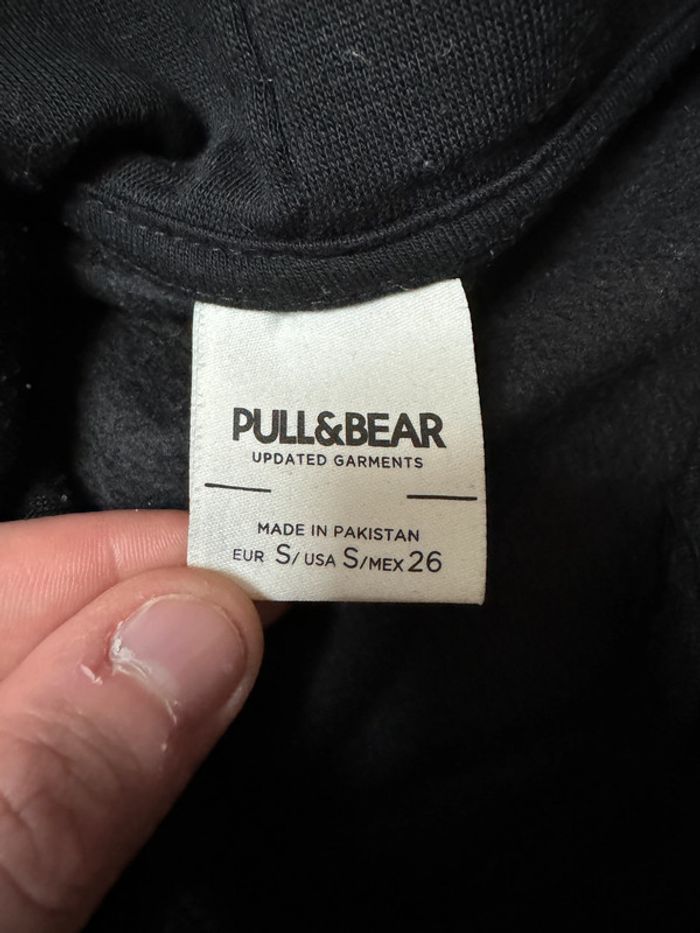 PULL&BEAR
UPDATED GARMENTS
MADE IN PAKISTAN
EUR S/ USA S/MEX 26